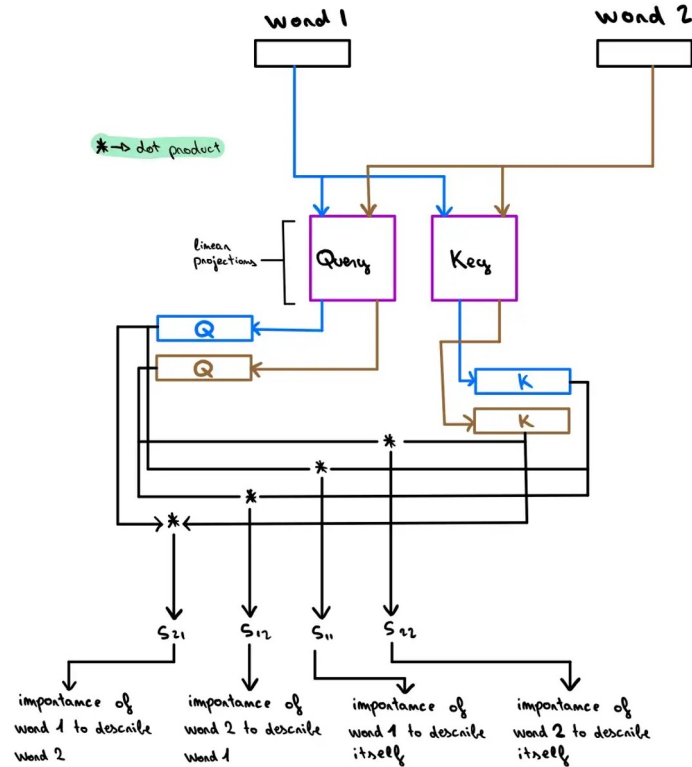 word 1
word 2
*→ dot product
linear
projections
Query
Key
Q
Q
K
K
*
*
*
*
S21
S12
S11
S22
importance of
word 1 to describe
word 2
importance of
word 2 to describe
word 1
importance of
word 1 to describe
itself
importance of
word 2 to describe
itself